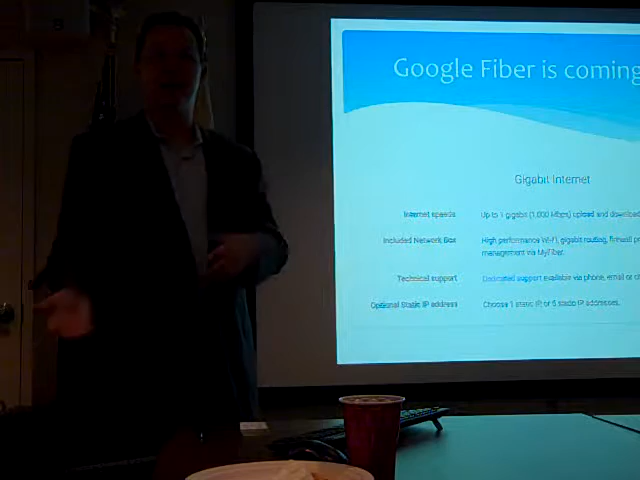 Google Fiber is coming
Gigabit Internet
Internet speeds Up to 1 gigabit (1,000 Mbps) upload and download
Included Network Box High performance Wi-Fi, gigabit routing, firewall
management via MyFiber.
Technical support Dedicated support available via phone, email or
Optional Static IP address Choose 1 static IP, or 5 static IP addresses.